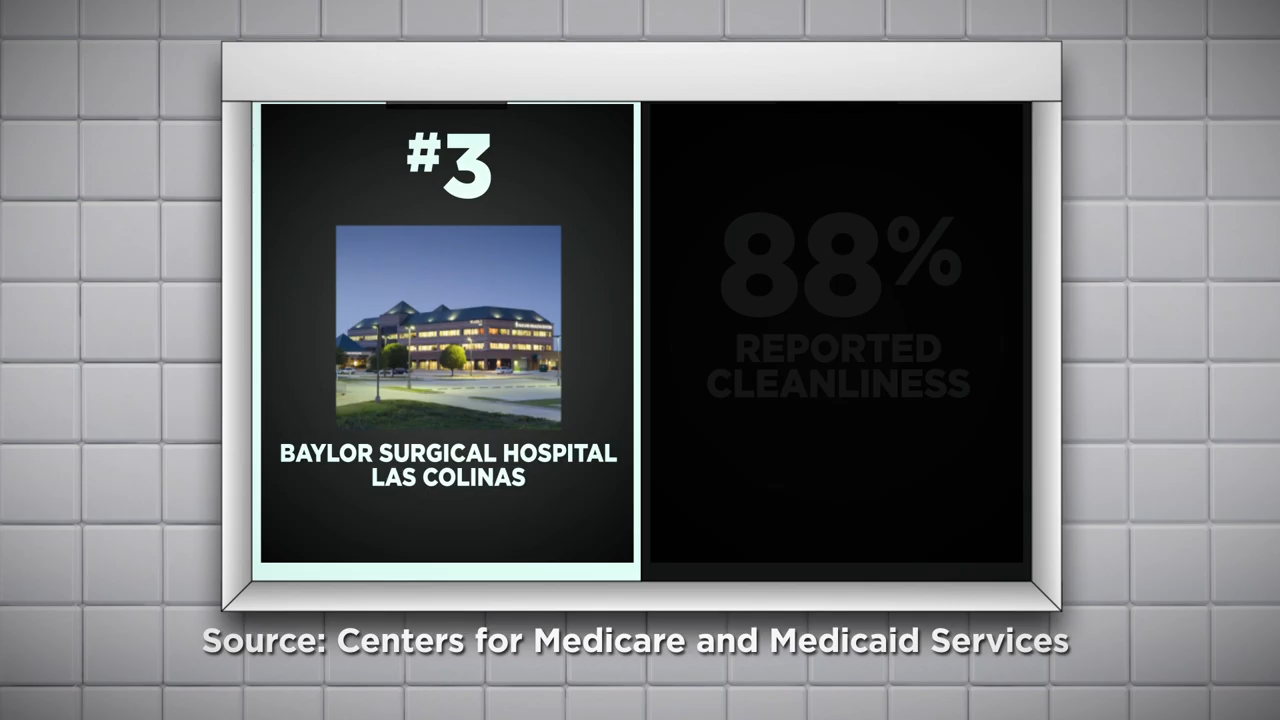 #3
BAYLOR SURGICAL HOSPITAL
LAS COLINAS
88%
REPORTED
CLEANLINESS
Source: Centers for Medicare and Medicaid Services